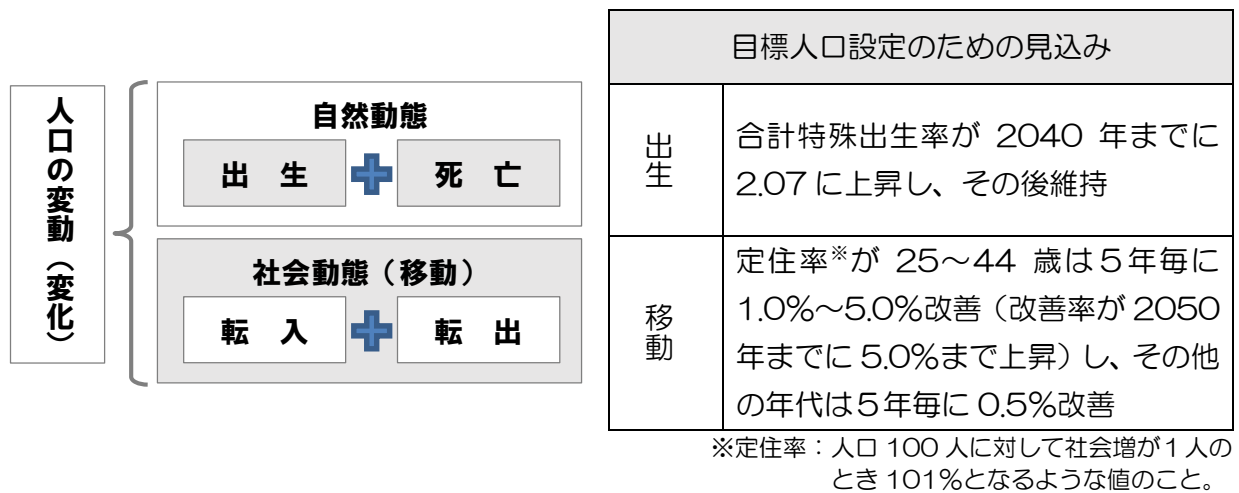 人口の変動（変化）
自然動態
出 生
死 亡
社会動態（移動）
転 入
転 出
目標人口設定のための見込み
出生
合計特殊出生率が 2040 年までに
2.07 に上昇し、その後維持
移動
定住率※が 25～44 歳は５年毎に
1.0%～5.0%改善（改善率が 2050
年までに 5.0%まで上昇）し、その他
の年代は５年毎に 0.5%改善
※定住率：人口 100 人に対して社会増が１人の
とき 101%となるような値のこと。